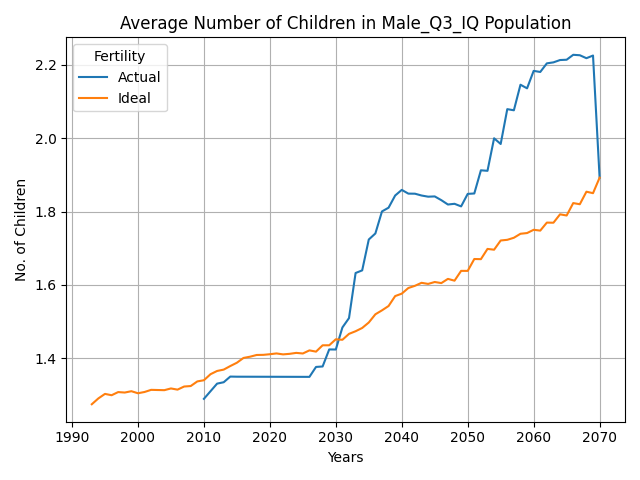 Average Number of Children in Male_Q3_IQ Population
Fertility
Actual
Ideal
No. of Children
2.2
2.0
1.8
1.6
1.4
1990 2000 2010 2020 2030 2040 2050 2060 2070
Years